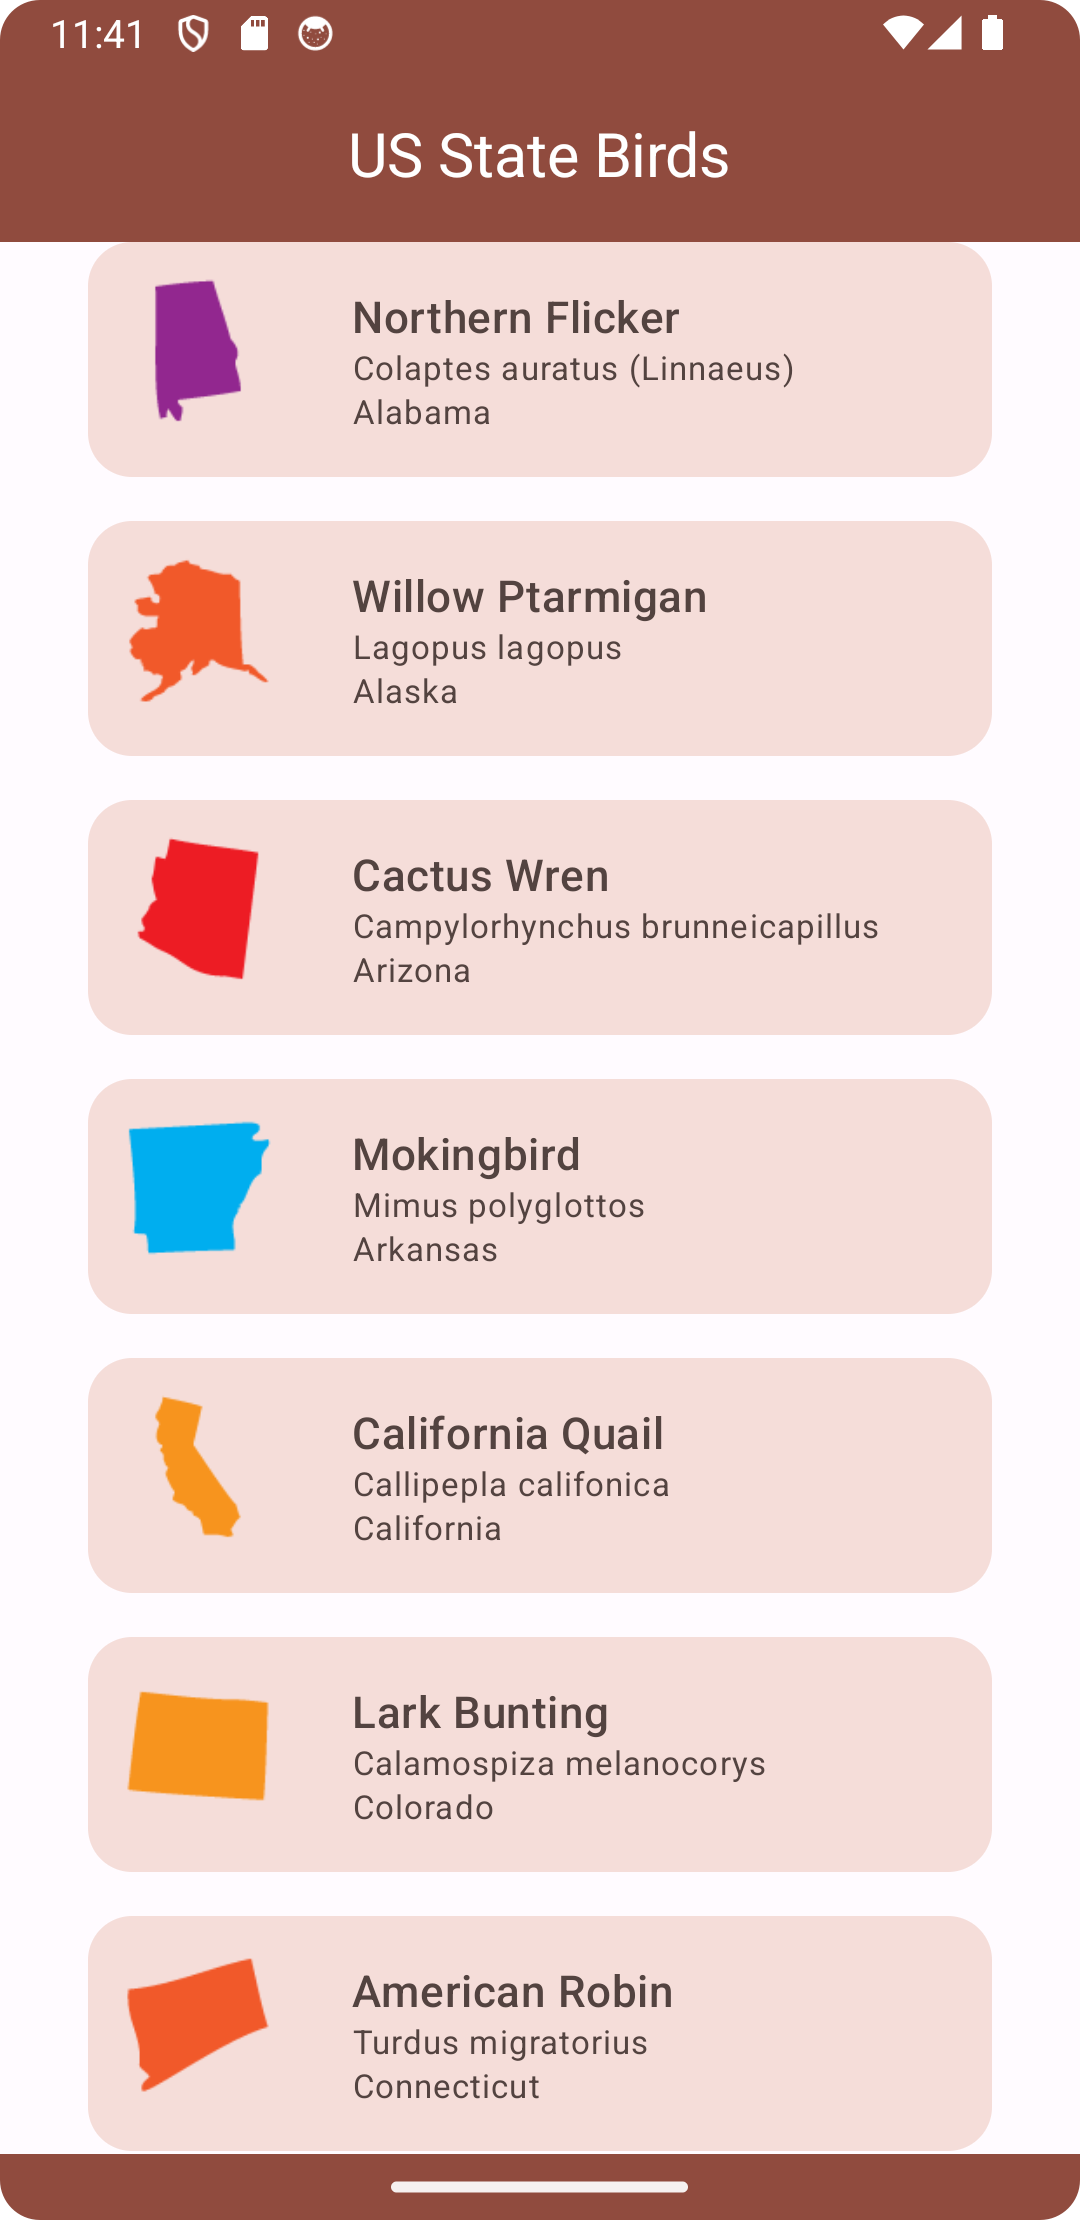 11:41
US State Birds
Northern Flicker
Colaptes auratus (Linnaeus)
Alabama
Willow Ptarmigan
Lagopus lagopus
Alaska
Cactus Wren
Campylorhynchus brunneicapillus
Arizona
Mokingbird
Mimus polyglottos
Arkansas
California Quail
Callipepla califonica
California
Lark Bunting
Calamospiza melanocorys
Colorado
American Robin
Turdus migratorius
Connecticut